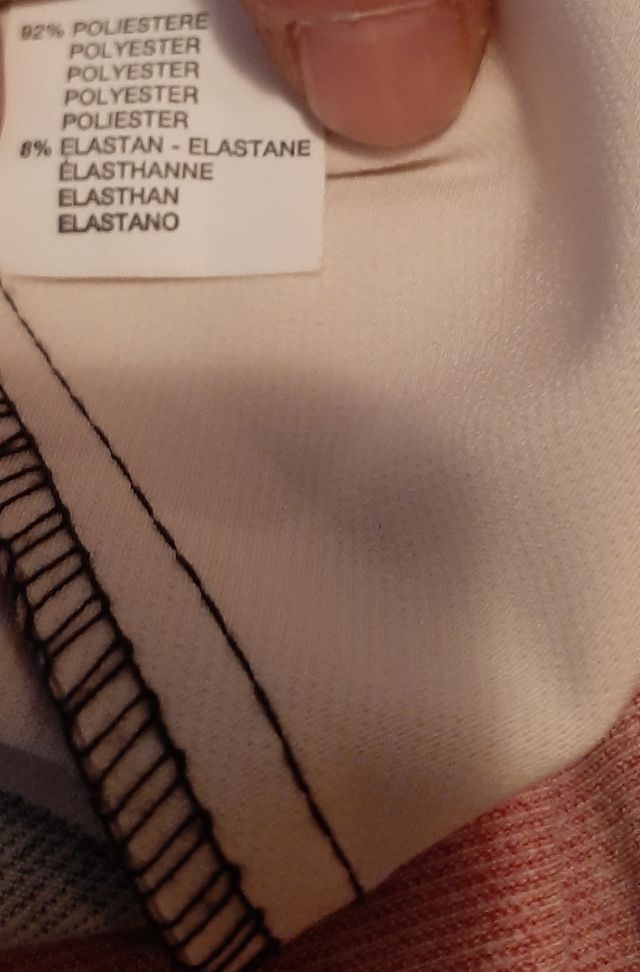 92% POLIESTERE
POLYESTER
POLYESTER
POLYESTER
POLIESTER
8% ELASTAN - ELASTANE
ÉLASTHANNE
ELASTHAN
ELASTANO